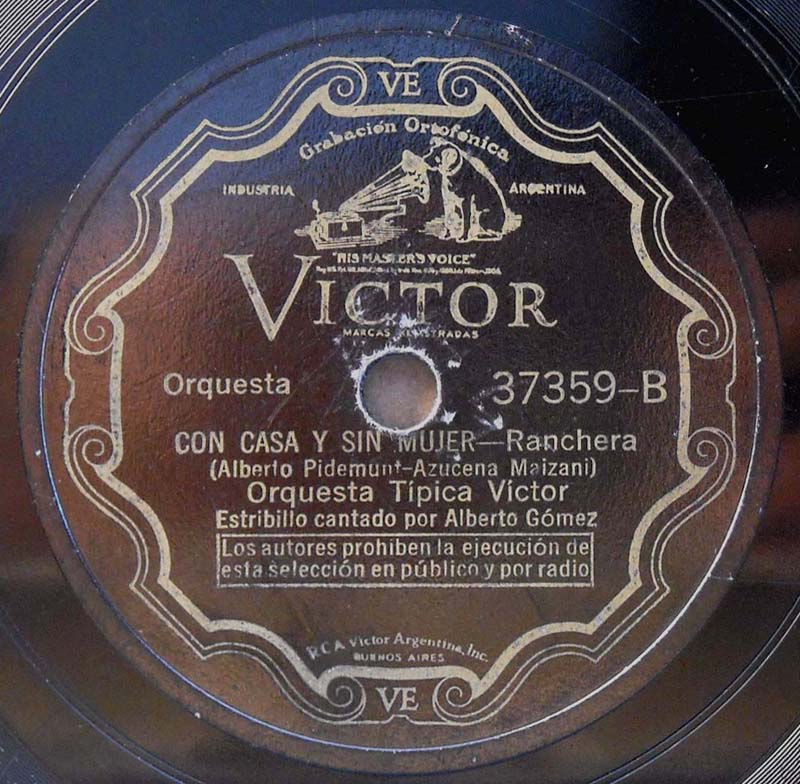 VE
Grabación Ortofónica
INDUSTRIA ARGENTINA
"HIS MASTER'S VOICE"
VICTOR
MARCAS REGISTRADAS
Orquesta 37359-B
CON CASA Y SIN MUJER—Ranchera
(Alberto Pidemunt-Azucena Maizani)
Orquesta Típica Víctor
Estribillo cantado por Alberto Gómez
Los autores prohiben la ejecución de
esta selección en público y por radio
RCA Victor Argentina, Inc.
BUENOS AIRES
VE